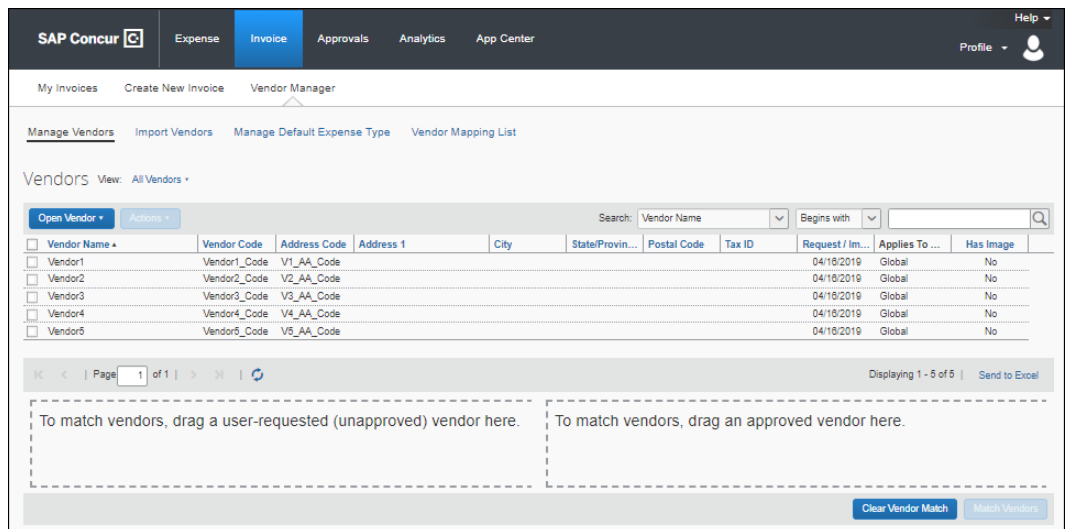 Help
SAP Concur C Expense Invoice Approvals Analytics App Center Profile
My Invoices Create New Invoice Vendor Manager
Manage Vendors Import Vendors Manage Default Expense Type Vendor Mapping List
Vendors View: All Vendors
Open Vendor Actions Search: Vendor Name Begins with
Vendor Name Vendor Code Address Code Address 1 City State/Provin... Postal Code Tax ID Request / Im... Applies To ... Has Image
Vendor1 Vendor1_Code V1_AA_Code 04/16/2019 Global No
Vendor2 Vendor2_Code V2_AA_Code 04/16/2019 Global No
Vendor3 Vendor3_Code V3_AA_Code 04/16/2019 Global No
Vendor4 Vendor4_Code V4_AA_Code 04/16/2019 Global No
Vendor5 Vendor5_Code V5_AA_Code 04/16/2019 Global No
Page 1 of 1 Displaying 1 - 5 of 5 Send to Excel
To match vendors, drag a user-requested (unapproved) vendor here. To match vendors, drag an approved vendor here.
Clear Vendor Match Match Vendors